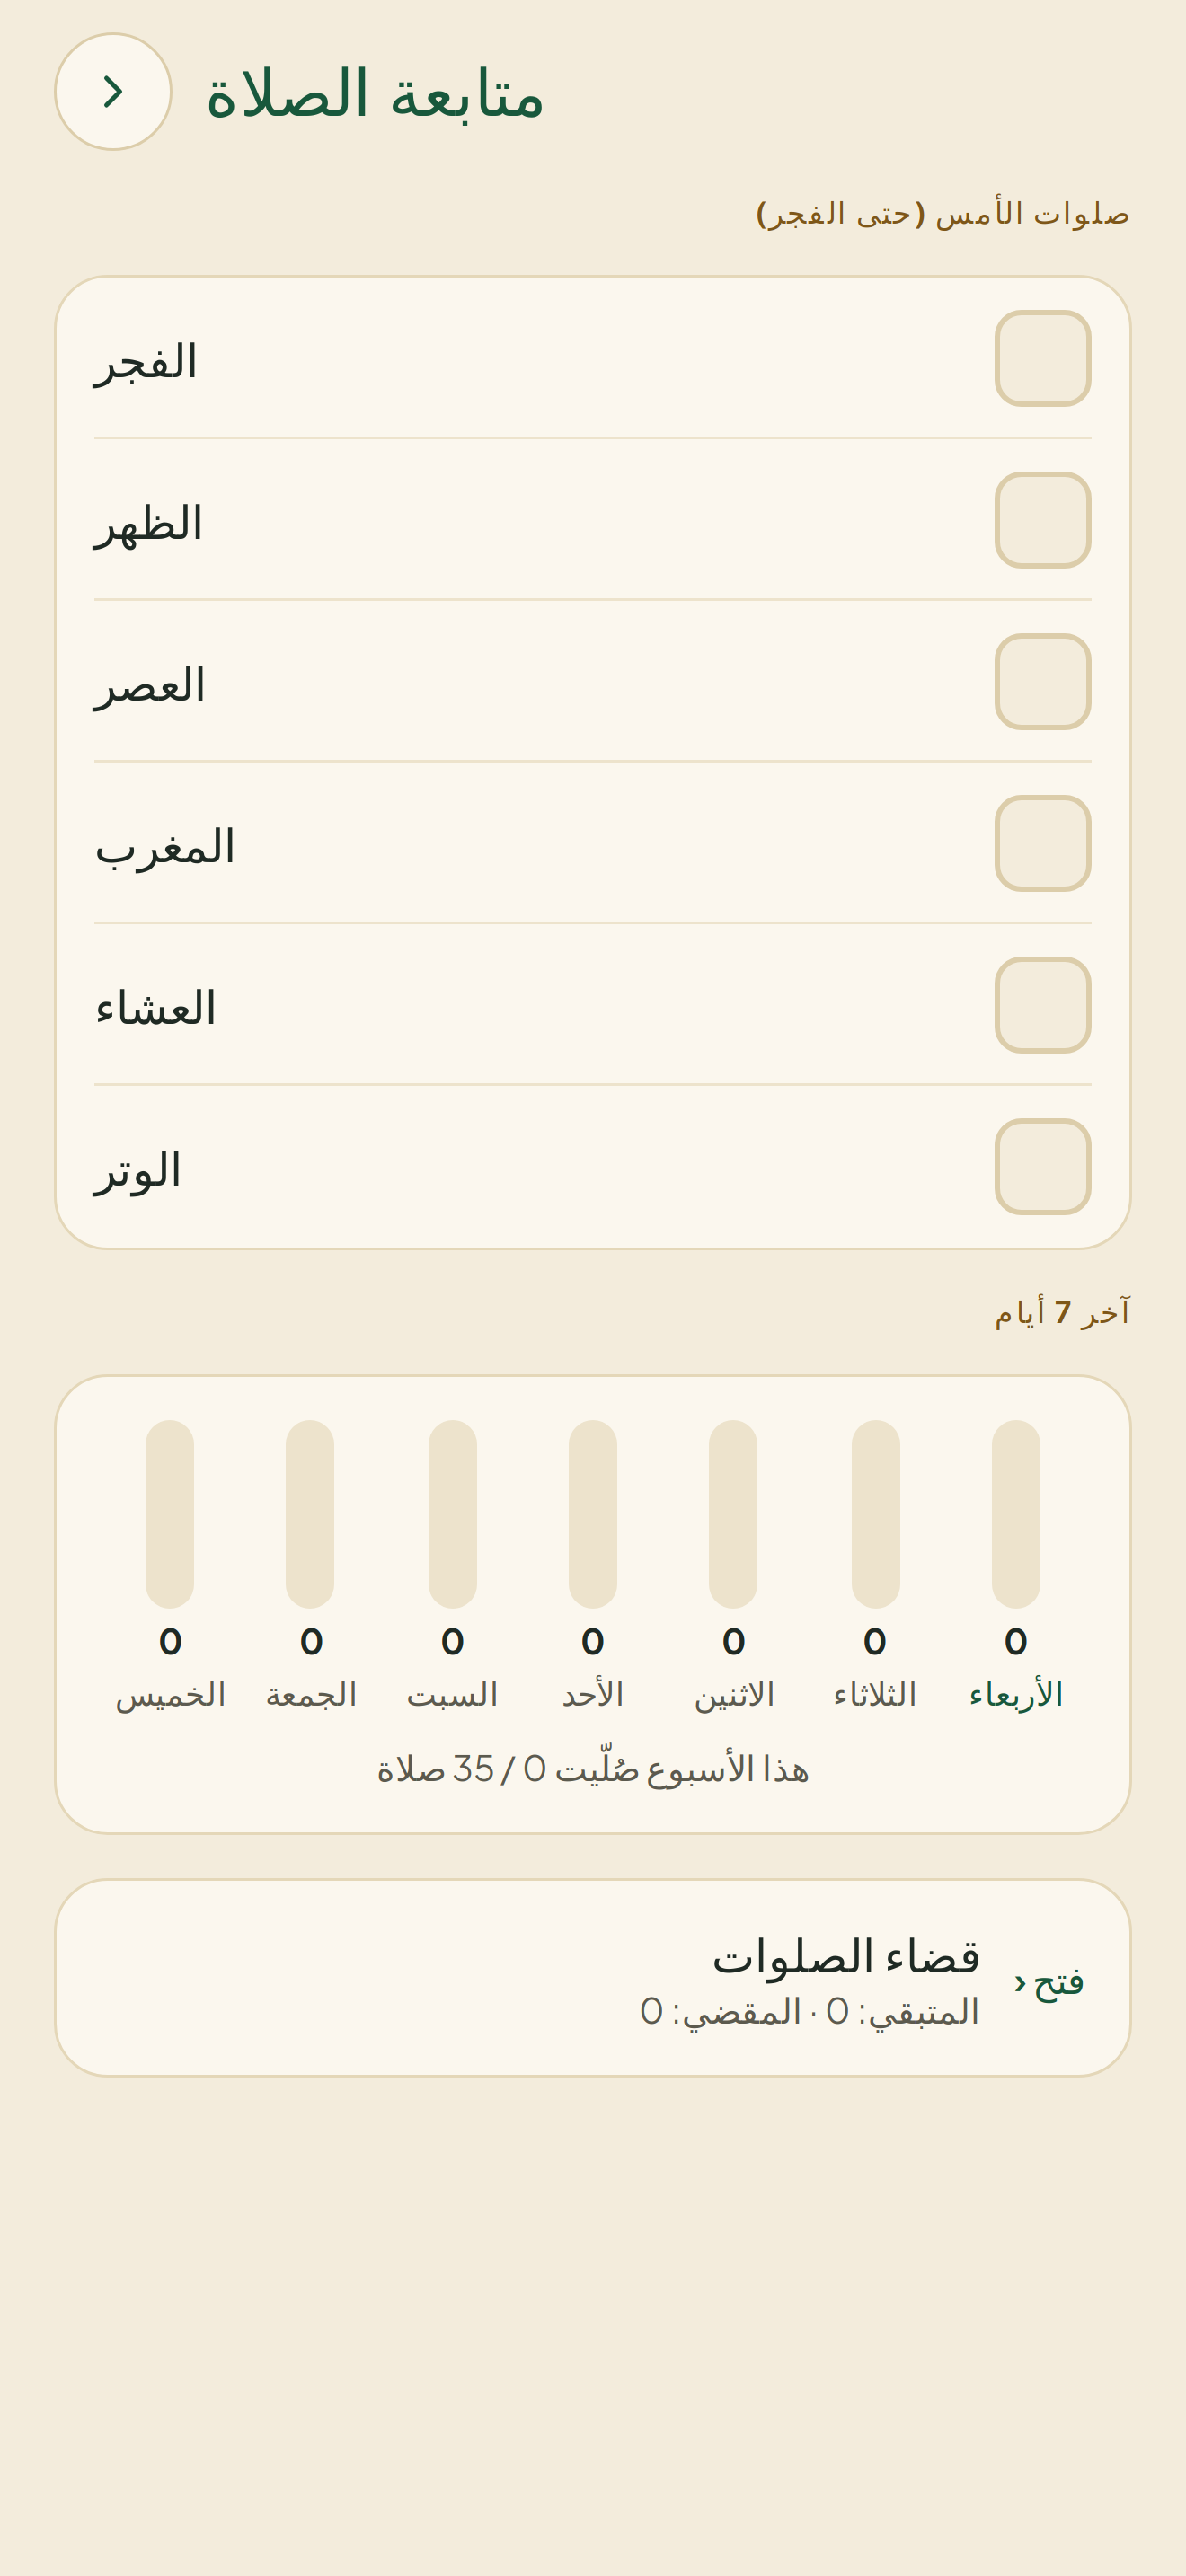 متابعة الصلاة
صلوات الأمس (حتى الفجر)
الفجر
الظهر
العصر
المغرب
العشاء
الوتر
آخر 7 أيام
0 0 0 0 0 0 0
الأربعاء الثلاثاء الاثنين الأحد السبت الجمعة الخميس
هذا الأسبوع صُلّيت 0 / 35 صلاة
قضاء الصلوات
فتح ›
المتبقي: 0 · المقضي: 0